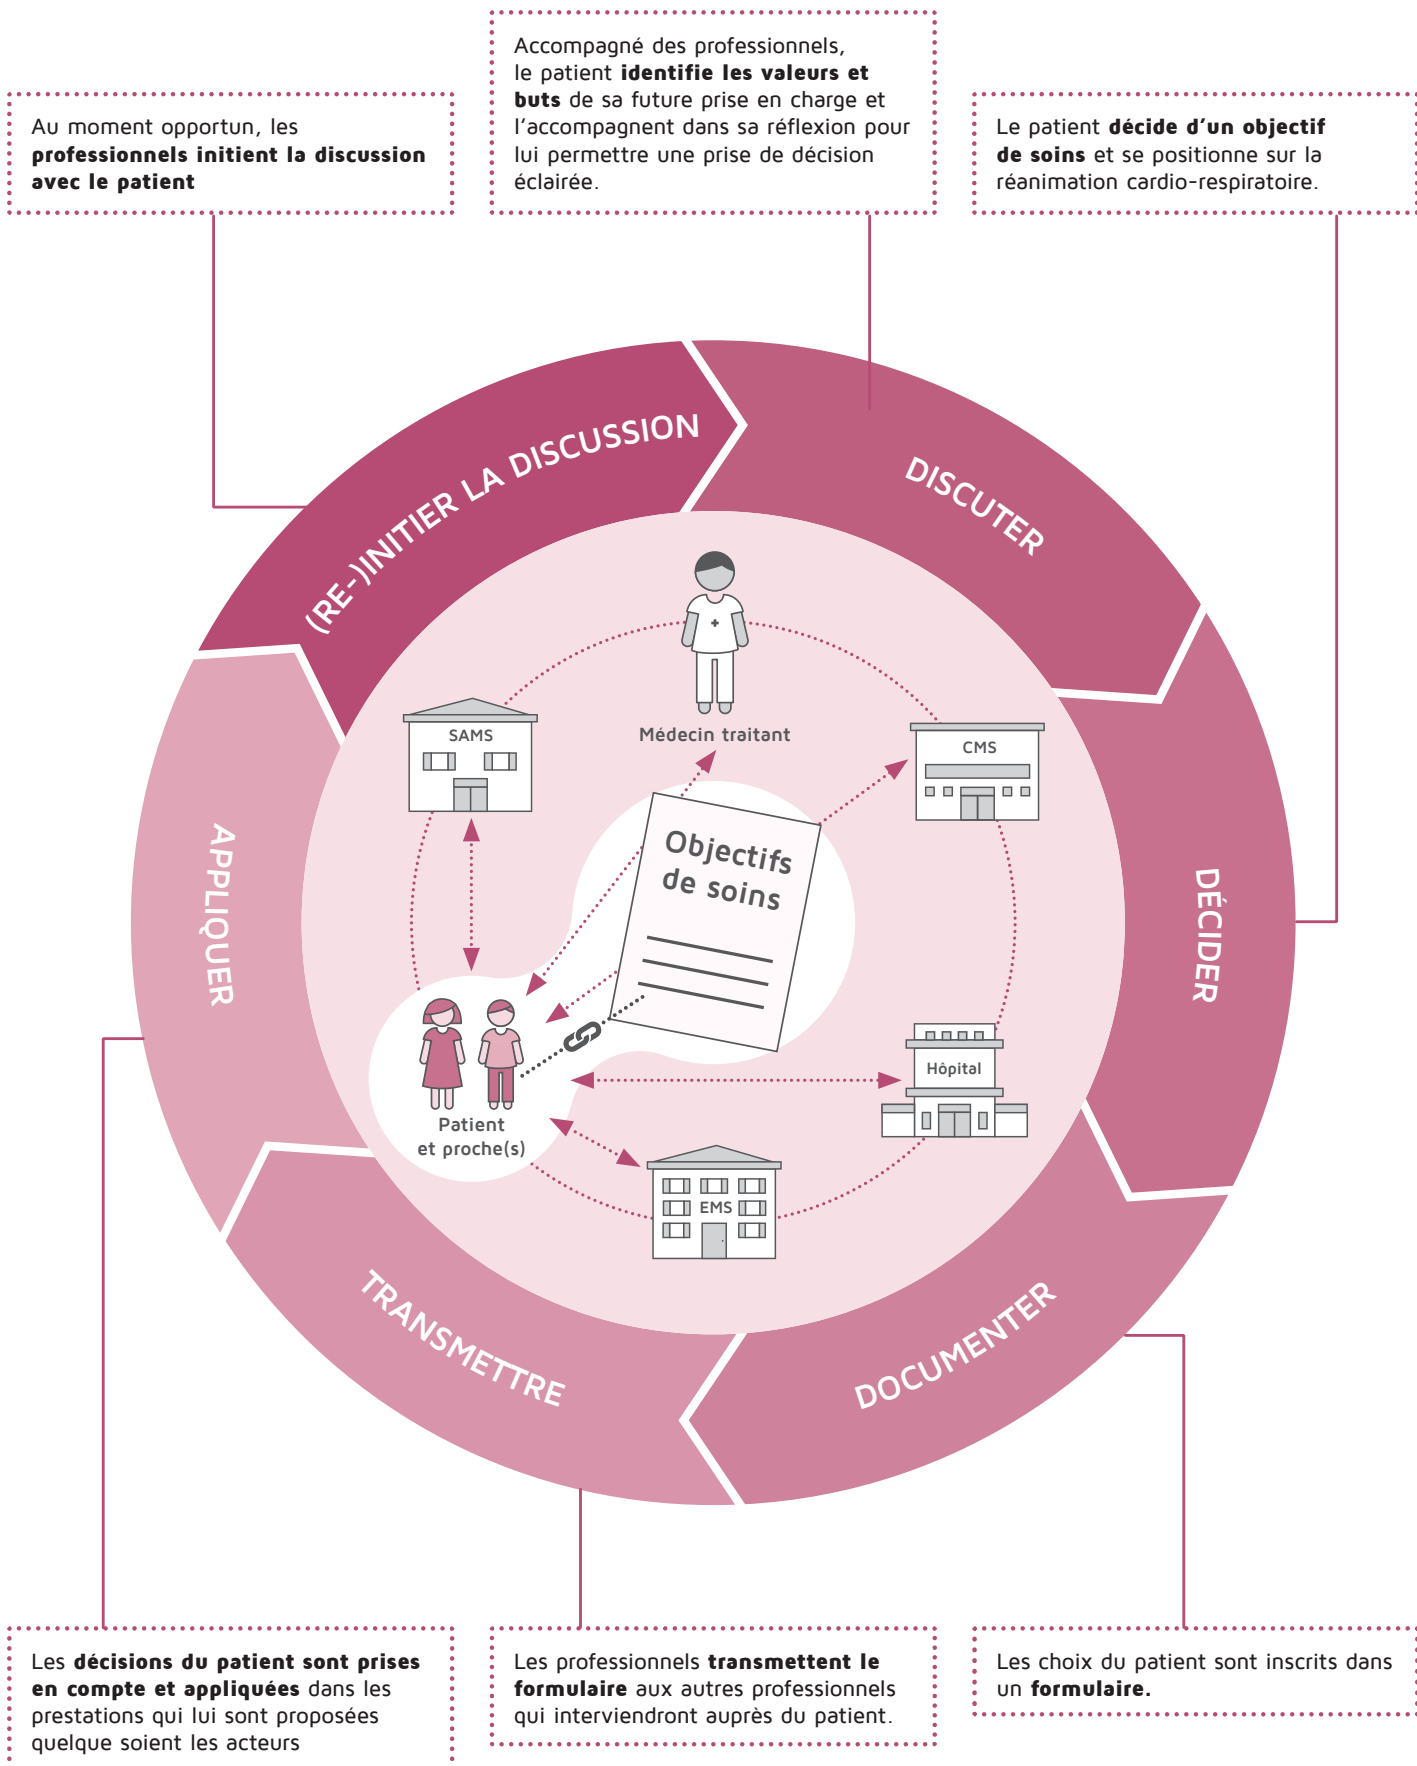 Au moment opportun, les
professionnels initient la discussion
avec le patient
Accompagné des professionnels,
le patient identifie les valeurs et
buts de sa future prise en charge et
l'accompagnent dans sa réflexion pour
lui permettre une prise de décision
éclairée.
Le patient décide d'un objectif
de soins et se positionne sur la
réanimation cardio-respiratoire.
(RE-)INITIER LA DISCUSSION
DISCUTER
DÉCIDER
DOCUMENTER
TRANSMETTRE
APPLIQUER
Médecin traitant
SAMS
CMS
Objectifs
de soins
Hôpital
Patient
et proche(s)
EMS
Les décisions du patient sont prises
en compte et appliquées dans les
prestations qui lui sont proposées
quelque soient les acteurs
Les professionnels transmettent le
formulaire aux autres professionnels
qui interviendront auprès du patient.
Les choix du patient sont inscrits dans
un formulaire.